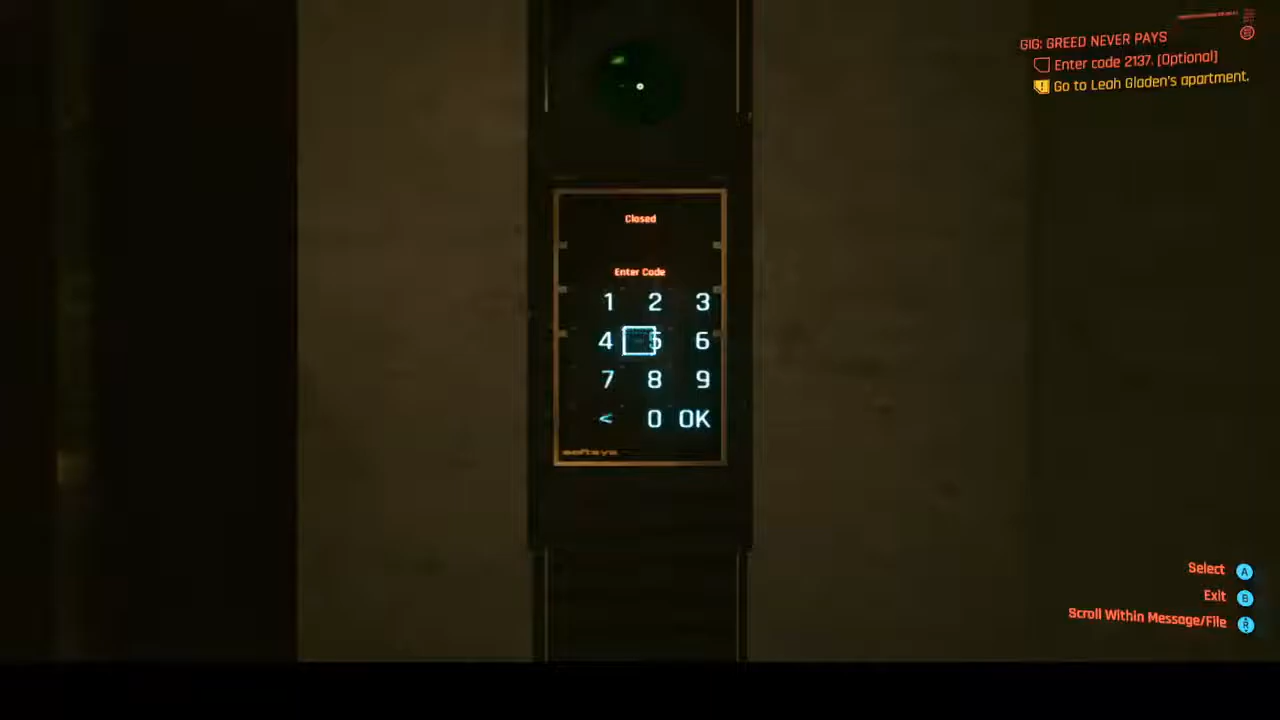 GIG: GREED NEVER PAYS
Enter code 2137. [Optional]
Go to Leah Gladen's apartment.
Closed
Enter Code
1 2 3
4 5 6
7 8 9
< 0 OK
softsys
Select A
Exit B
Scroll Within Message/File R